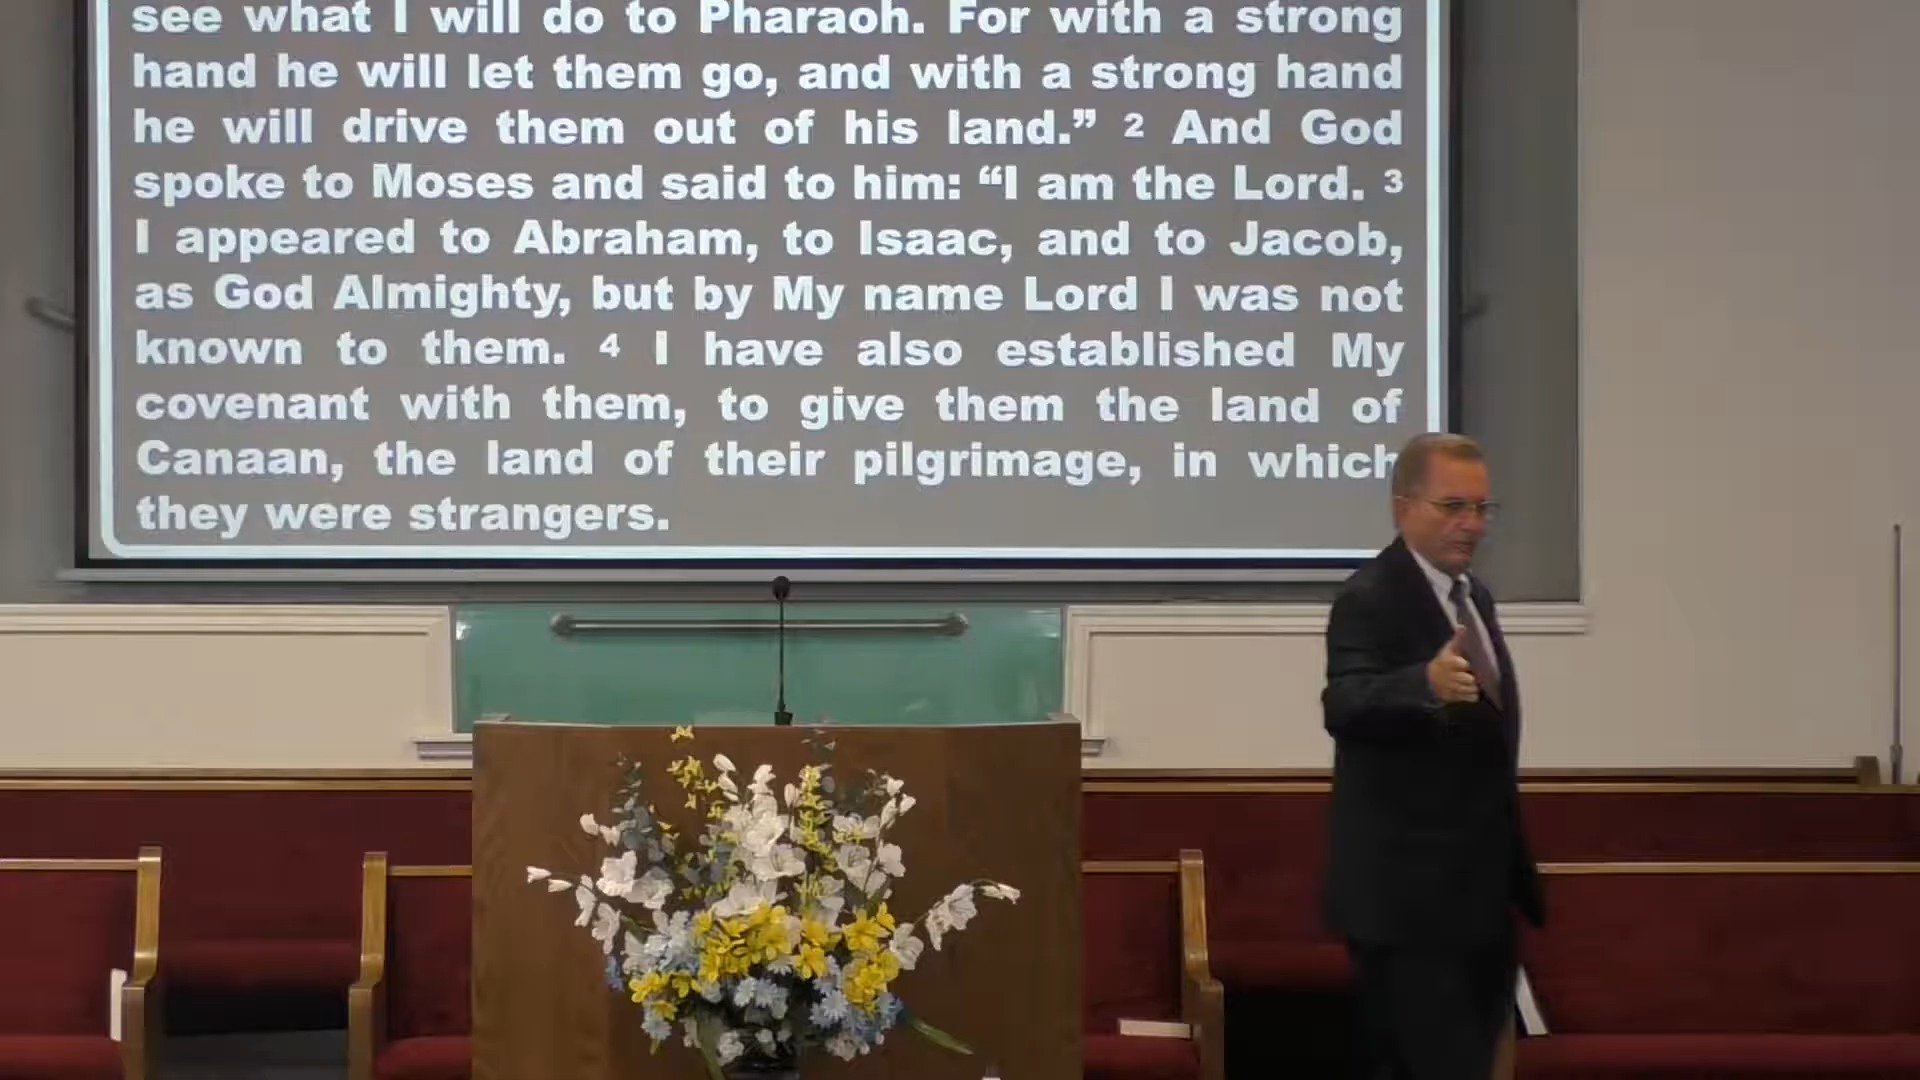 see what I will do to Pharaoh. For with a strong
hand he will let them go, and with a strong hand
he will drive them out of his land.” 2 And God
spoke to Moses and said to him: “I am the Lord. 3
I appeared to Abraham, to Isaac, and to Jacob,
as God Almighty, but by My name Lord I was not
known to them. 4 I have also established My
covenant with them, to give them the land of
Canaan, the land of their pilgrimage, in which
they were strangers.